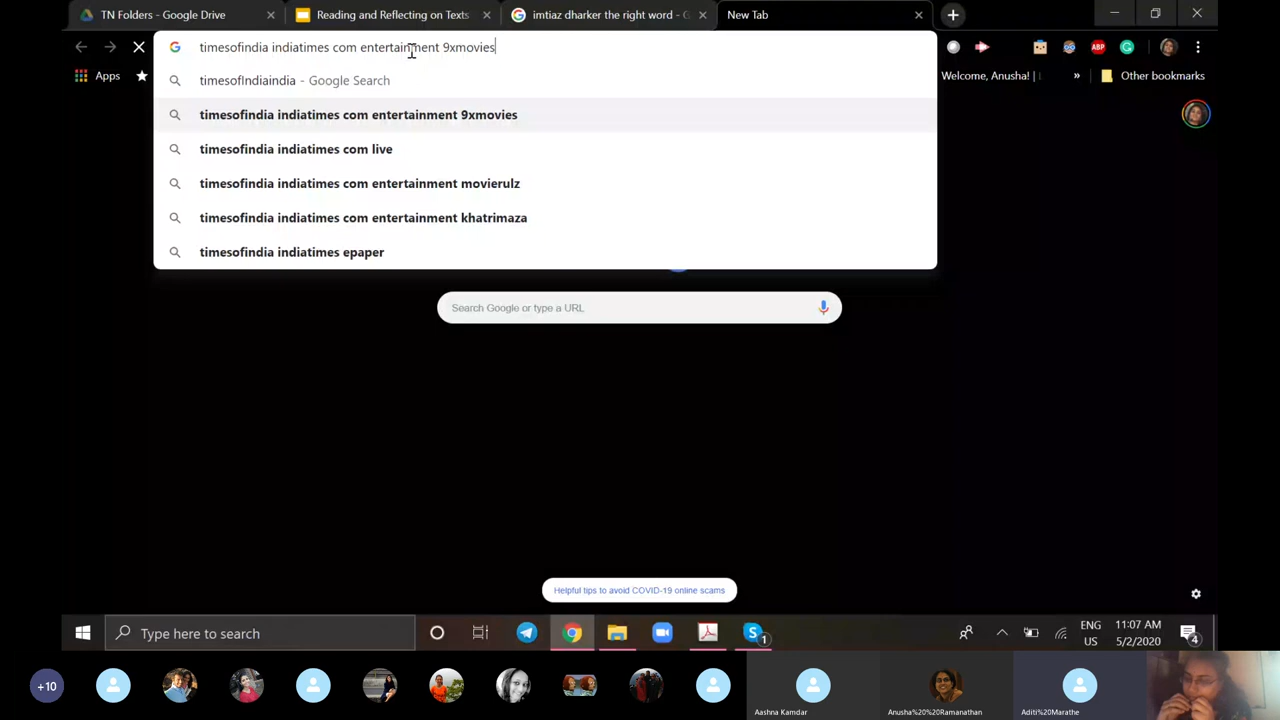 TN Folders - Google Drive
Reading and Reflecting on Texts
imtiaz dharker the right word - G
New Tab
timesofindia indiatimes com entertainment 9xmovies
Apps
Welcome, Anusha! |
»
Other bookmarks
ABP
timesofIndiaindia - Google Search
timesofindia indiatimes com entertainment 9xmovies
timesofindia indiatimes com live
timesofindia indiatimes com entertainment movierulz
timesofindia indiatimes com entertainment khatrimaza
timesofindia indiatimes epaper
Search Google or type a URL
Helpful tips to avoid COVID-19 online scams
Type here to search
1
ENG
US
11:07 AM
5/2/2020
4
+10
Aashna Kamdar
Anusha%20%20Ramanathan
Aditi%20Marathe